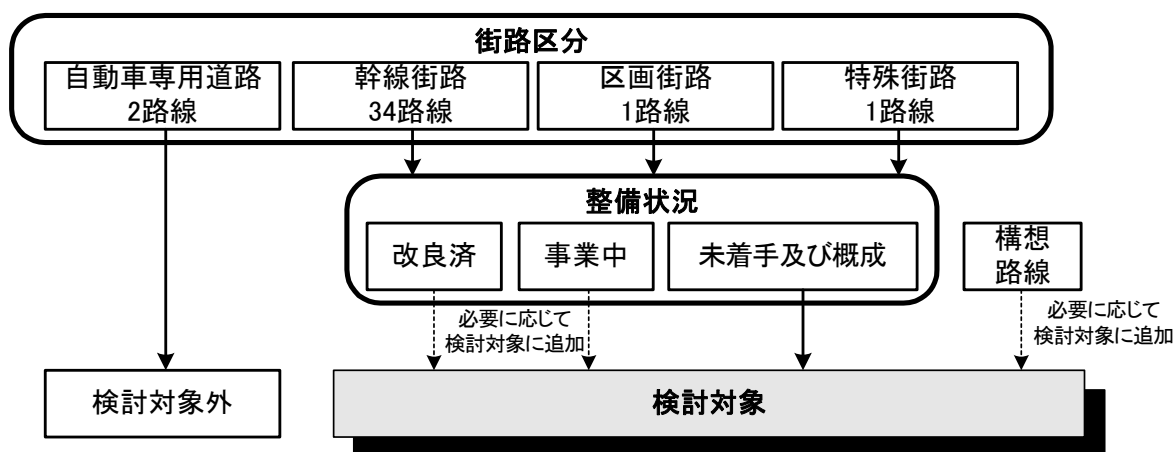 街路区分
自動車専用道路
2路線
幹線街路
34路線
区画街路
1路線
特殊街路
1路線
整備状況
改良済
事業中
未着手及び概成
構想
路線
必要に応じて
検討対象に追加
必要に応じて
検討対象に追加
検討対象外
検討対象